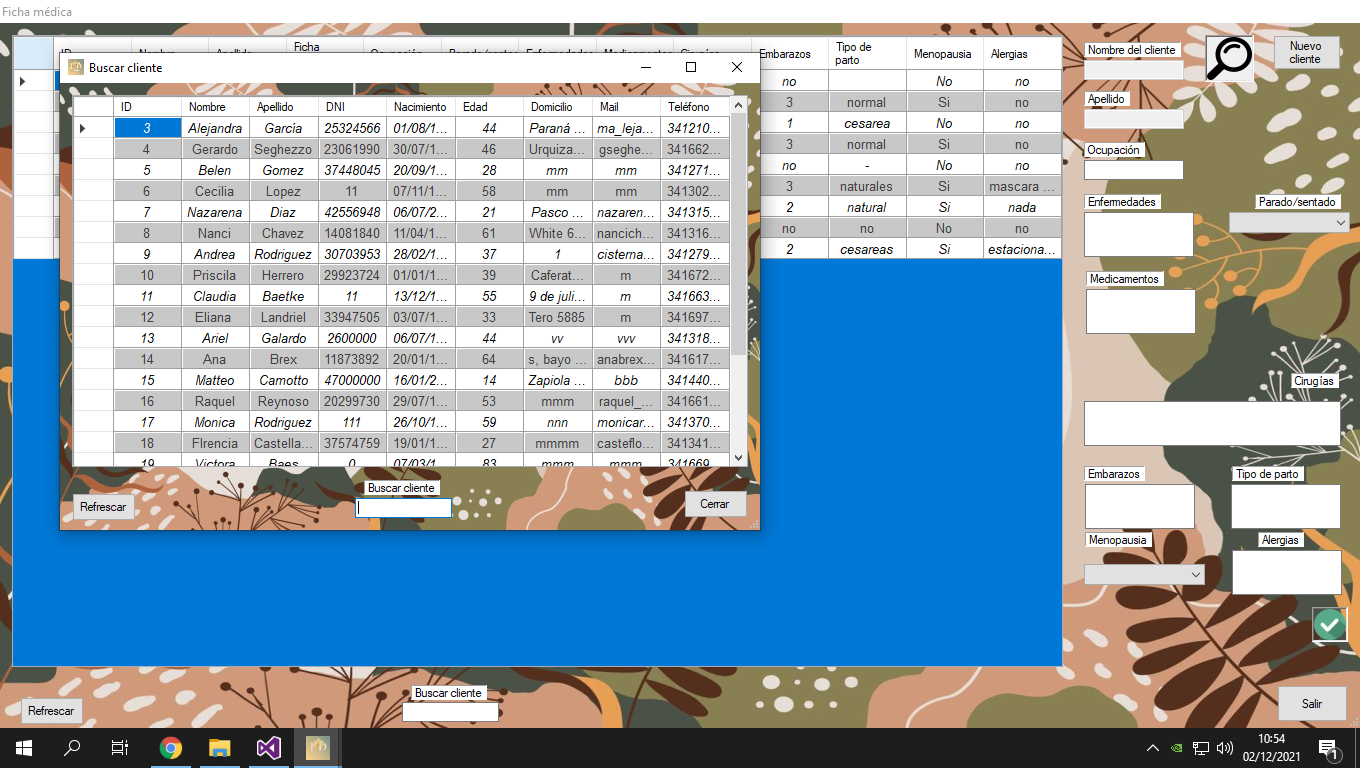 Ficha médica
Buscar cliente
ID Nombre Apellido DNI Nacimiento Edad Domicilio Mail Teléfono
3 Alejandra García 25324566 01/08/1... 44 Paraná ... ma_leja... 341210...
4 Gerardo Seghezzo 23061990 30/07/1... 46 Urquiza... gseghe... 341662...
5 Belen Gomez 37448045 20/09/1... 28 mm mm 341271...
6 Cecilia Lopez 11 07/11/1... 58 mm mm 341302...
7 Nazarena Diaz 42556948 06/07/2... 21 Pasco ... nazaren... 341315...
8 Nanci Chavez 14081840 11/04/1... 61 White 6... nancich... 341316...
9 Andrea Rodriguez 30703953 28/02/1... 37 1 cisterna... 341279...
10 Priscila Herrero 29923724 01/01/1... 39 Caferat... m 341672...
11 Claudia Baetke 11 13/12/1... 55 9 de juli... m 341663...
12 Eliana Landriel 33947505 03/07/1... 33 Tero 5885 m 341697...
13 Ariel Galardo 2600000 06/07/1... 44 vv vvv 341318...
14 Ana Brex 11873892 20/01/1... 64 s, bayo ... anabrex... 341617...
15 Matteo Camotto 47000000 16/01/2... 14 Zapiola ... bbb 341440...
16 Raquel Reynoso 20299730 29/07/1... 53 mmm raquel_... 341661...
17 Monica Rodriguez 111 26/10/1... 59 nnn monicar... 341370...
18 Flrencia Castella... 37574759 19/01/1... 27 mmmm casteflo... 341341...
19 Victora Baes 0 07/03/1... 83 mmm mmm 341669...
Refrescar
Buscar cliente
Cerrar
Ficha
Embarazos Tipo de parto Menopausia Alergias
no No no
3 normal Si no
1 cesarea No no
3 normal Si no
no - No no
3 naturales Si mascara ...
2 natural Si nada
no no No no
2 cesareas Si estaciona...
Nombre del cliente
Nuevo cliente
Apellido
Ocupación
Enfermedades
Parado/sentado
Medicamentos
Cirugías
Embarazos
Tipo de parto
Menopausia
Alergias
Refrescar
Buscar cliente
Salir
10:54
02/12/2021
1